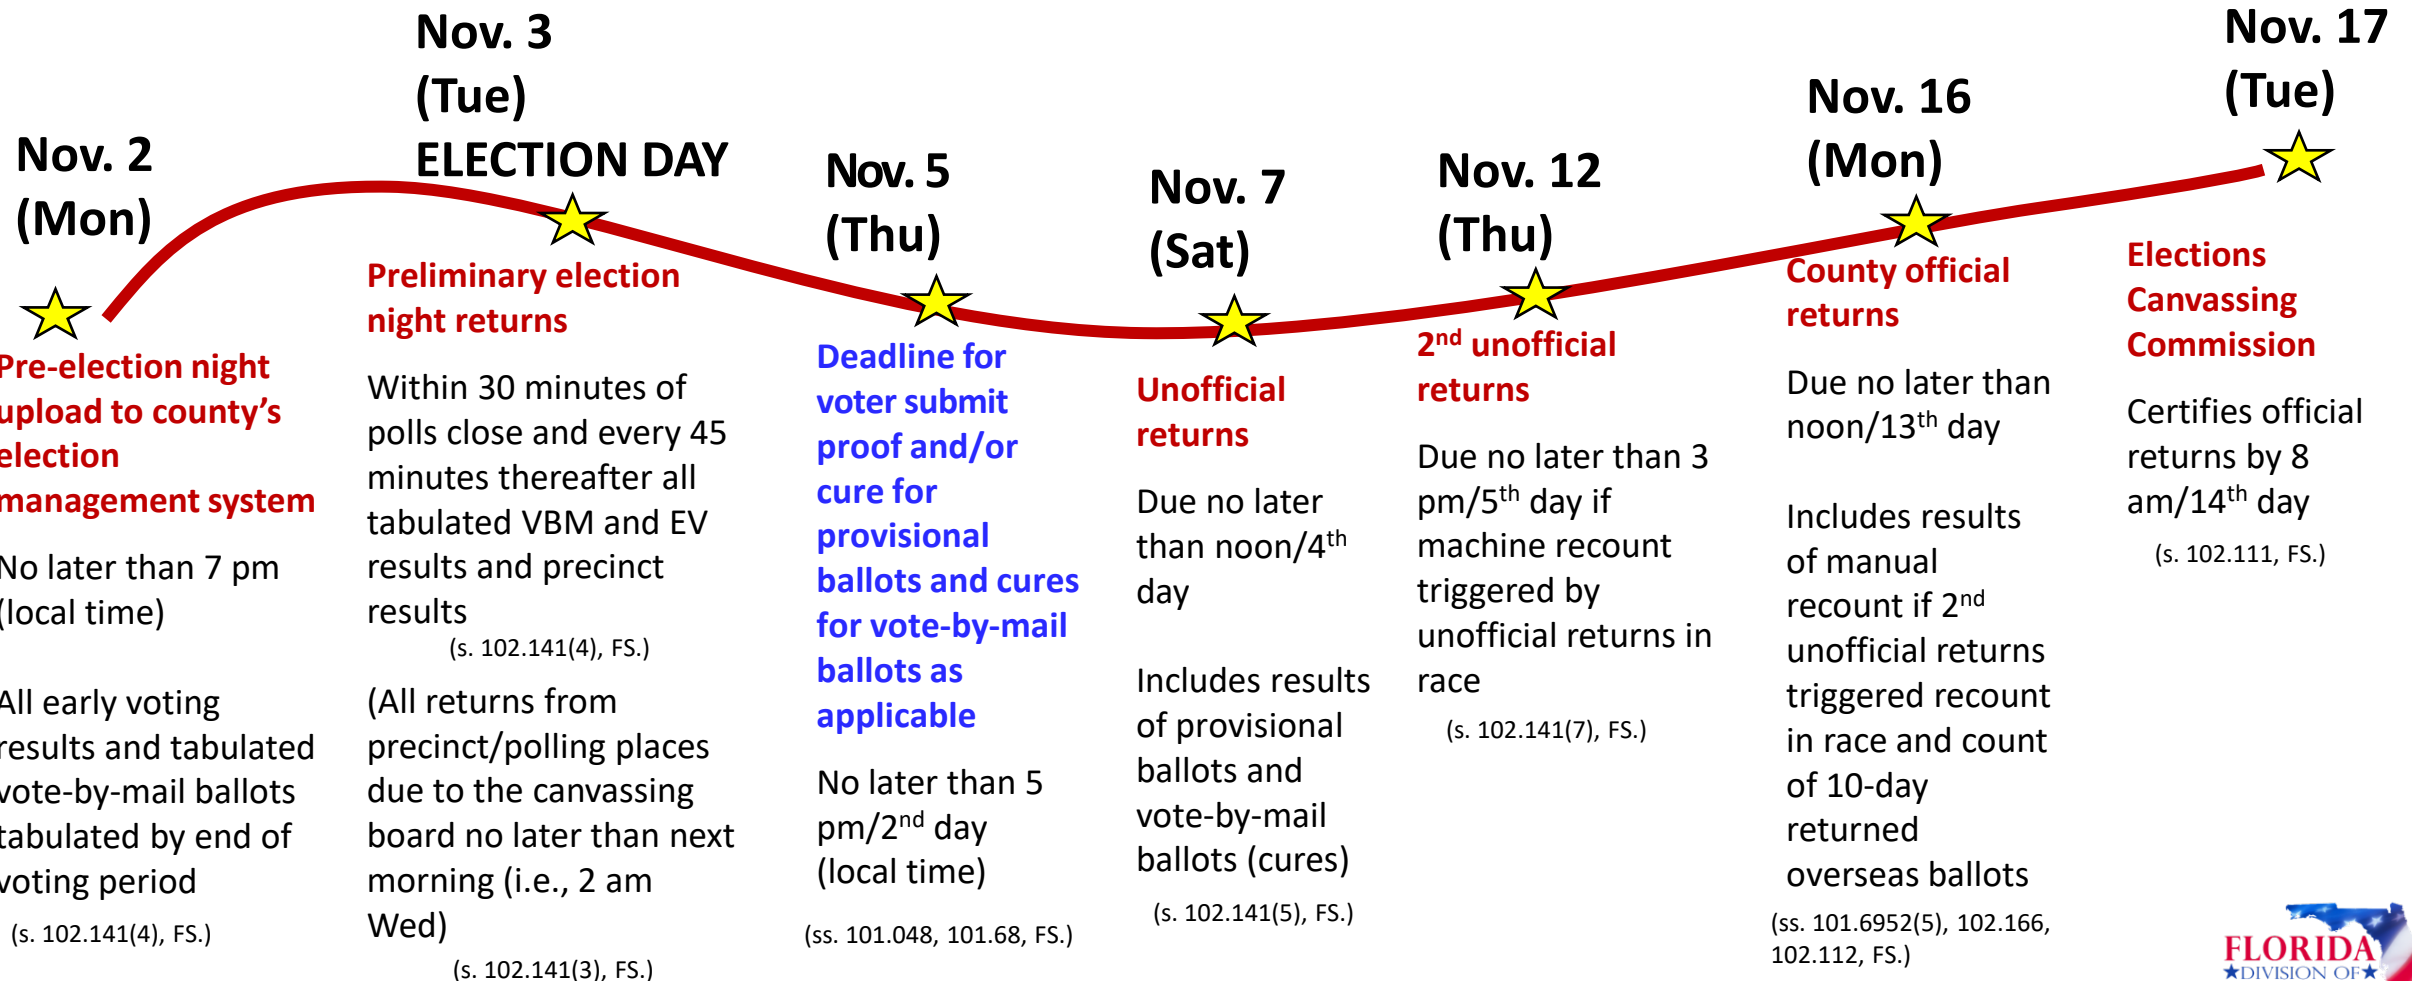 Nov. 2
(Mon)
Pre-election night
upload to county’s
election
management system
No later than 7 pm
(local time)
All early voting
results and tabulated
vote-by-mail ballots
tabulated by end of
voting period
(s. 102.141(4), FS.)
Nov. 3
(Tue)
ELECTION DAY
Preliminary election
night returns
Within 30 minutes of
polls close and every 45
minutes thereafter all
tabulated VBM and EV
results and precinct
results
(s. 102.141(4), FS.)
(All returns from
precinct/polling places
due to the canvassing
board no later than next
morning (i.e., 2 am
Wed)
(s. 102.141(3), FS.)
Nov. 5
(Thu)
Deadline for
voter submit
proof and/or
cure for
provisional
ballots and cures
for vote-by-mail
ballots as
applicable
No later than 5
pm/2nd day
(local time)
(ss. 101.048, 101.68, FS.)
Nov. 7
(Sat)
Unofficial
returns
Due no later
than noon/4th
day
Includes results
of provisional
ballots and
vote-by-mail
ballots (cures)
(s. 102.141(5), FS.)
Nov. 12
(Thu)
2nd unofficial
returns
Due no later than 3
pm/5th day if
machine recount
triggered by
unofficial returns in
race
(s. 102.141(7), FS.)
Nov. 16
(Mon)
County official
returns
Due no later than
noon/13th day
Includes results
of manual
recount if 2nd
unofficial returns
triggered recount
in race and count
of 10-day
returned
overseas ballots
(ss. 101.6952(5), 102.166,
102.112, FS.)
Nov. 17
(Tue)
Elections
Canvassing
Commission
Certifies official
returns by 8
am/14th day
(s. 102.111, FS.)
FLORIDA
★DIVISION OF★